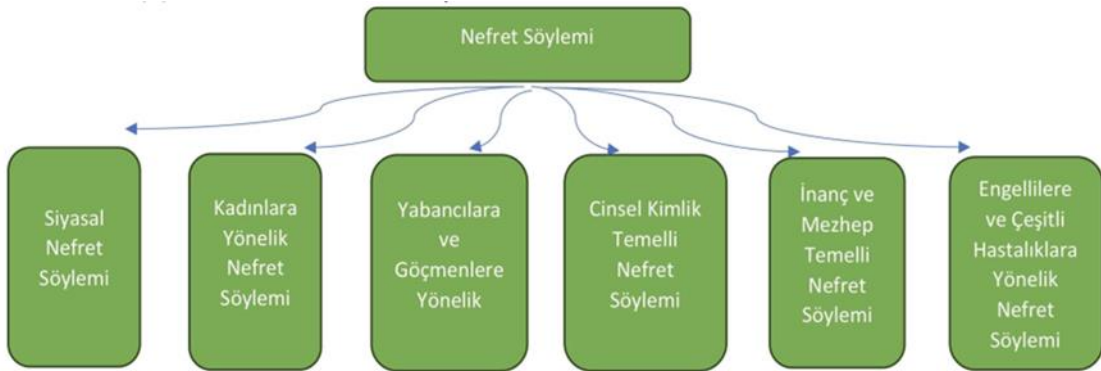 Nefret Söylemi
Siyasal
Nefret
Söylemi
Kadınlara
Yönelik
Nefret
Söylemi
Yabancılara
ve
Göçmenlere
Yönelik
Cinsel Kimlik
Temelli
Nefret
Söylemi
İnanç ve
Mezhep
Temelli
Nefret
Söylemi
Engellilere
ve Çeşitli
Hastalıklara
Yönelik
Nefret
Söylemi